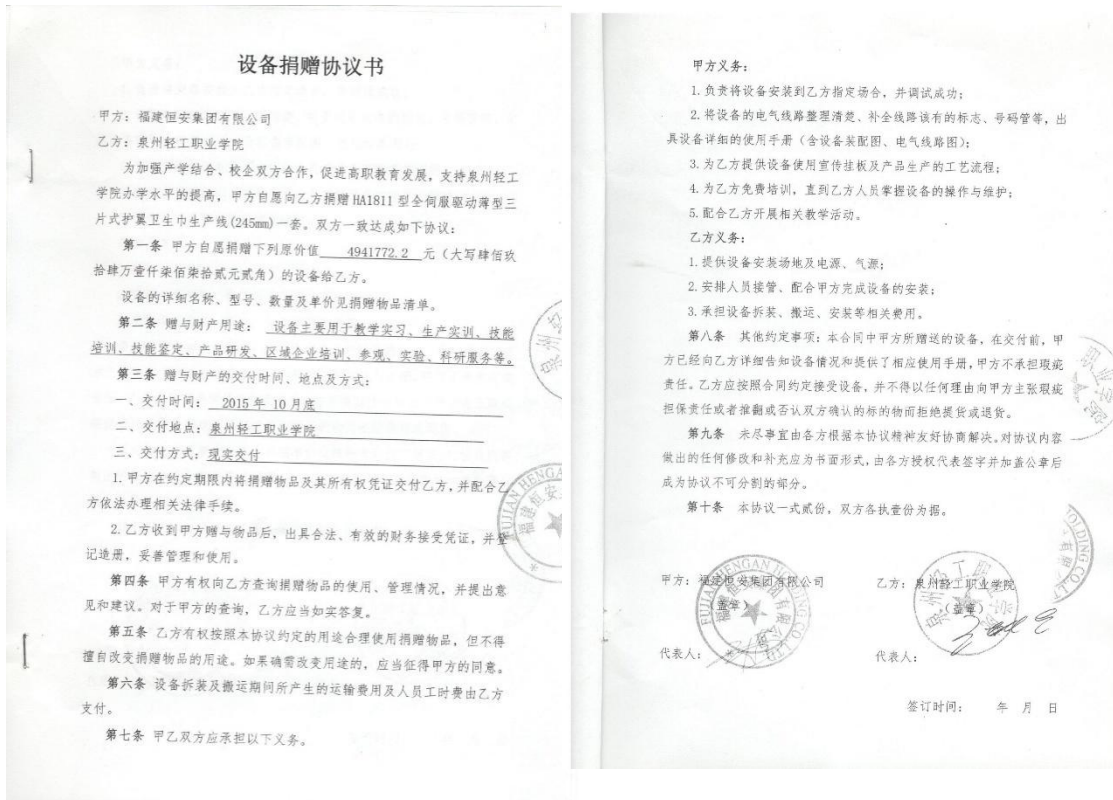 设备捐赠协议书
甲方：福建恒安集团有限公司
乙方：泉州轻工职业学院
为加强产学结合、校企双方合作，促进高职教育发展，支持泉州轻工
学院办学水平的提高，甲方自愿向乙方捐赠HA1811型全伺服驱动薄型三
片式护翼卫生巾生产线(245mm)一套。双方一致达成如下协议：
第一条 甲方自愿捐赠下列原价值 4941772.2 元（大写肆佰玖
拾肆万壹仟柒佰柒拾贰元贰角）的设备给乙方。
设备的详细名称、型号、数量及单价见捐赠物品清单。
第二条 赠与财产用途：设备主要用于教学实习、生产实训、技能
培训、技能鉴定、产品研发、区域企业培训、参观、实验、科研服务等。
第三条 赠与财产的交付时间、地点及方式：
一、交付时间：2015年10月底
二、交付地点：泉州轻工职业学院
三、交付方式：现实交付
1.甲方在约定期限内将捐赠物品及其所有权凭证交付乙方，并配合乙
方依法办理相关法律手续。
2.乙方收到甲方赠与物品后，出具合法、有效的财务接受凭证，并登
记造册，妥善管理和使用。
第四条 甲方有权向乙方查询捐赠物品的使用、管理情况，并提出意
见和建议。对于甲方的查询，乙方应当如实答复。
第五条 乙方有权按照本协议约定的用途合理使用捐赠物品，但不得
擅自改变捐赠物品的用途。如果确需改变用途的，应当征得甲方的同意。
第六条 设备拆装及搬运期间所产生的运输费用及人员工时费由乙方
支付。
第七条 甲乙双方应承担以下义务。
甲方义务：
1.负责将设备安装到乙方指定场合，并调试成功；
2.将设备的电气线路整理清楚、补全线路该有的标志、号码管等，出
具设备详细的使用手册（含设备装配图、电气线路图）；
3.为乙方提供设备使用宣传挂板及产品生产的工艺流程；
4.为乙方免费培训，直到乙方人员掌握设备的操作与维护；
5.配合乙方开展相关教学活动。
乙方义务：
1.提供设备安装场地及电源、气源；
2.安排人员接管、配合甲方完成设备的安装；
3.承担设备拆装、搬运、安装等相关费用。
第八条 其他约定事项：本合同中甲方所赠送的设备，在交付前，甲
方已经向乙方详细告知设备情况和提供了相应使用手册，甲方不承担瑕疵
责任。乙方应按照合同约定接受设备，并不得以任何理由向甲方主张瑕疵
担保责任或者推翻或否认双方确认的标的物而拒绝提货或退货。
第九条 未尽事宜由各方根据本协议精神友好协商解决。对协议内容
做出的任何修改和补充应为书面形式，由各方授权代表签字并加盖公章后
成为协议不可分割的部分。
第十条 本协议一式贰份，双方各执壹份为据。
甲方：福建恒安集团有限公司
（盖章）
代表人：
乙方：泉州轻工职业学院
（盖章）
代表人：
签订时间： 年 月 日
FUJIAN HENGAN HOLDING CO.,LTD